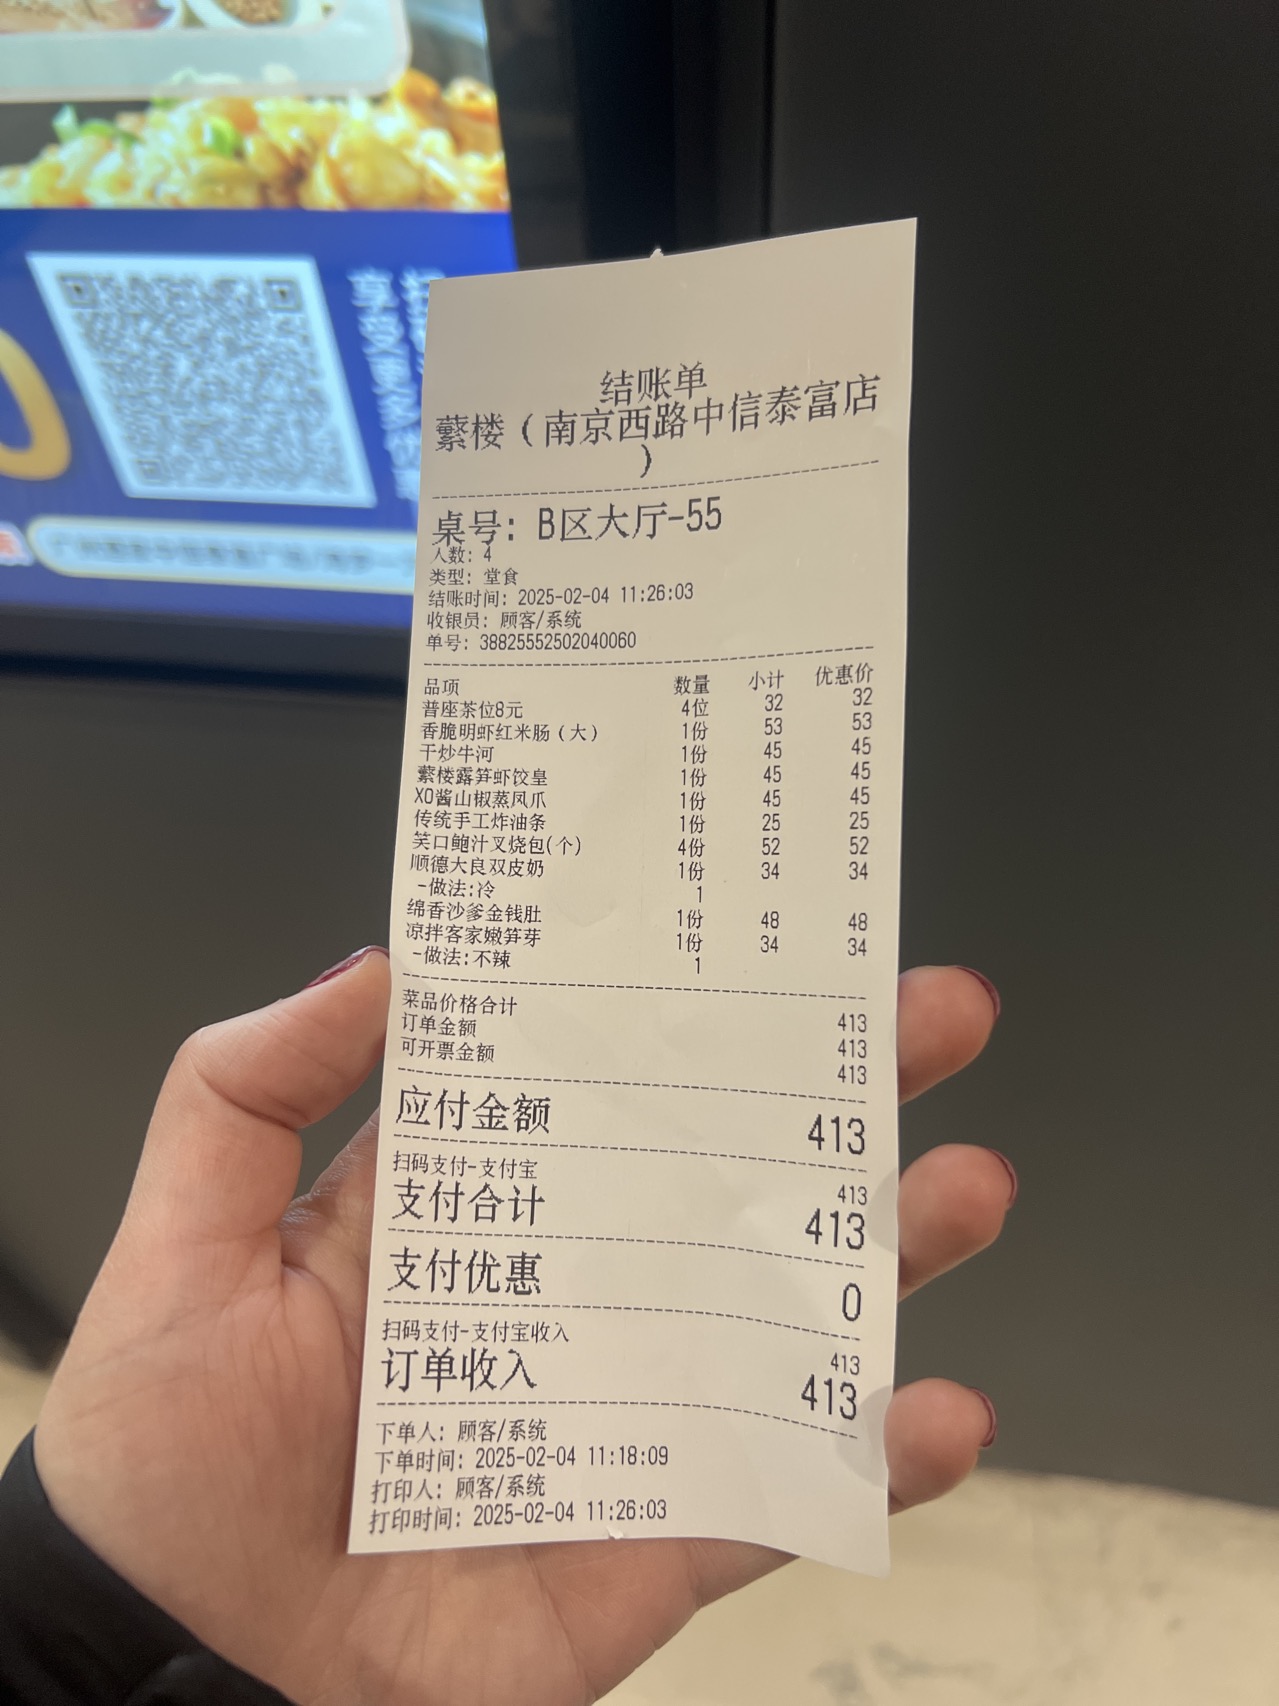 结账单
蘩楼（南京西路中信泰富店
）
桌号: B区大厅-55
人数: 4
类型: 堂食
结账时间: 2025-02-04 11:26:03
收银员: 顾客/系统
单号: 38825552502040060
品项 数量 小计 优惠价
普座茶位8元 4位 32 32
香脆明虾红米肠（大） 1份 53 53
干炒牛河 1份 45 45
蘩楼露笋虾饺皇 1份 45 45
XO酱山椒蒸凤爪 1份 45 45
传统手工炸油条 1份 25 25
笑口鲍汁叉烧包(个) 4份 52 52
顺德大良双皮奶 1份 34 34
-做法:冷 1
绵香沙爹金钱肚 1份 48 48
凉拌客家嫩笋芽 1份 34 34
-做法:不辣 1
菜品价格合计 413
订单金额 413
可开票金额 413
应付金额 413
扫码支付-支付宝 413
支付合计 413
支付优惠 0
扫码支付-支付宝收入 413
订单收入 413
下单人: 顾客/系统
下单时间: 2025-02-04 11:18:09
打印人: 顾客/系统
打印时间: 2025-02-04 11:26:03